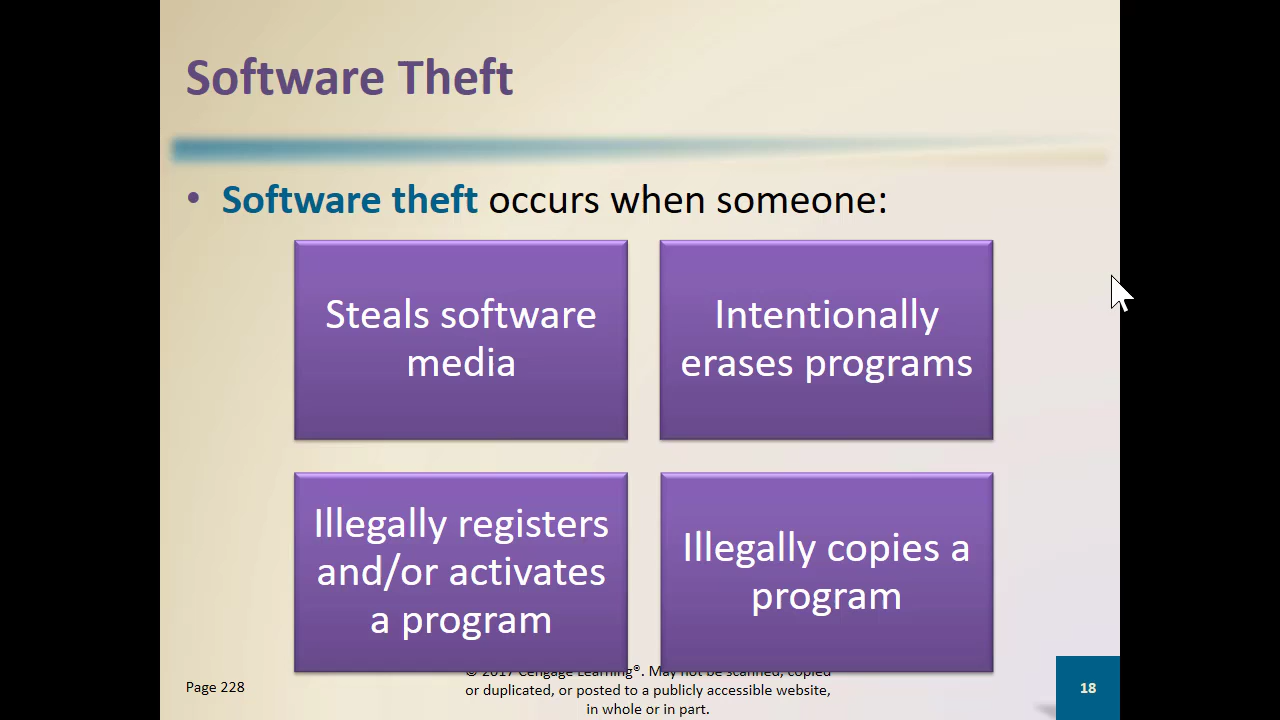 Software Theft
• Software theft occurs when someone:
Steals software
media
Intentionally
erases programs
Illegally registers
and/or activates
a program
Illegally copies a
program
Page 228
© 2017 Cengage Learning®. May not be scanned, copied
or duplicated, or posted to a publicly accessible website,
in whole or in part.
18